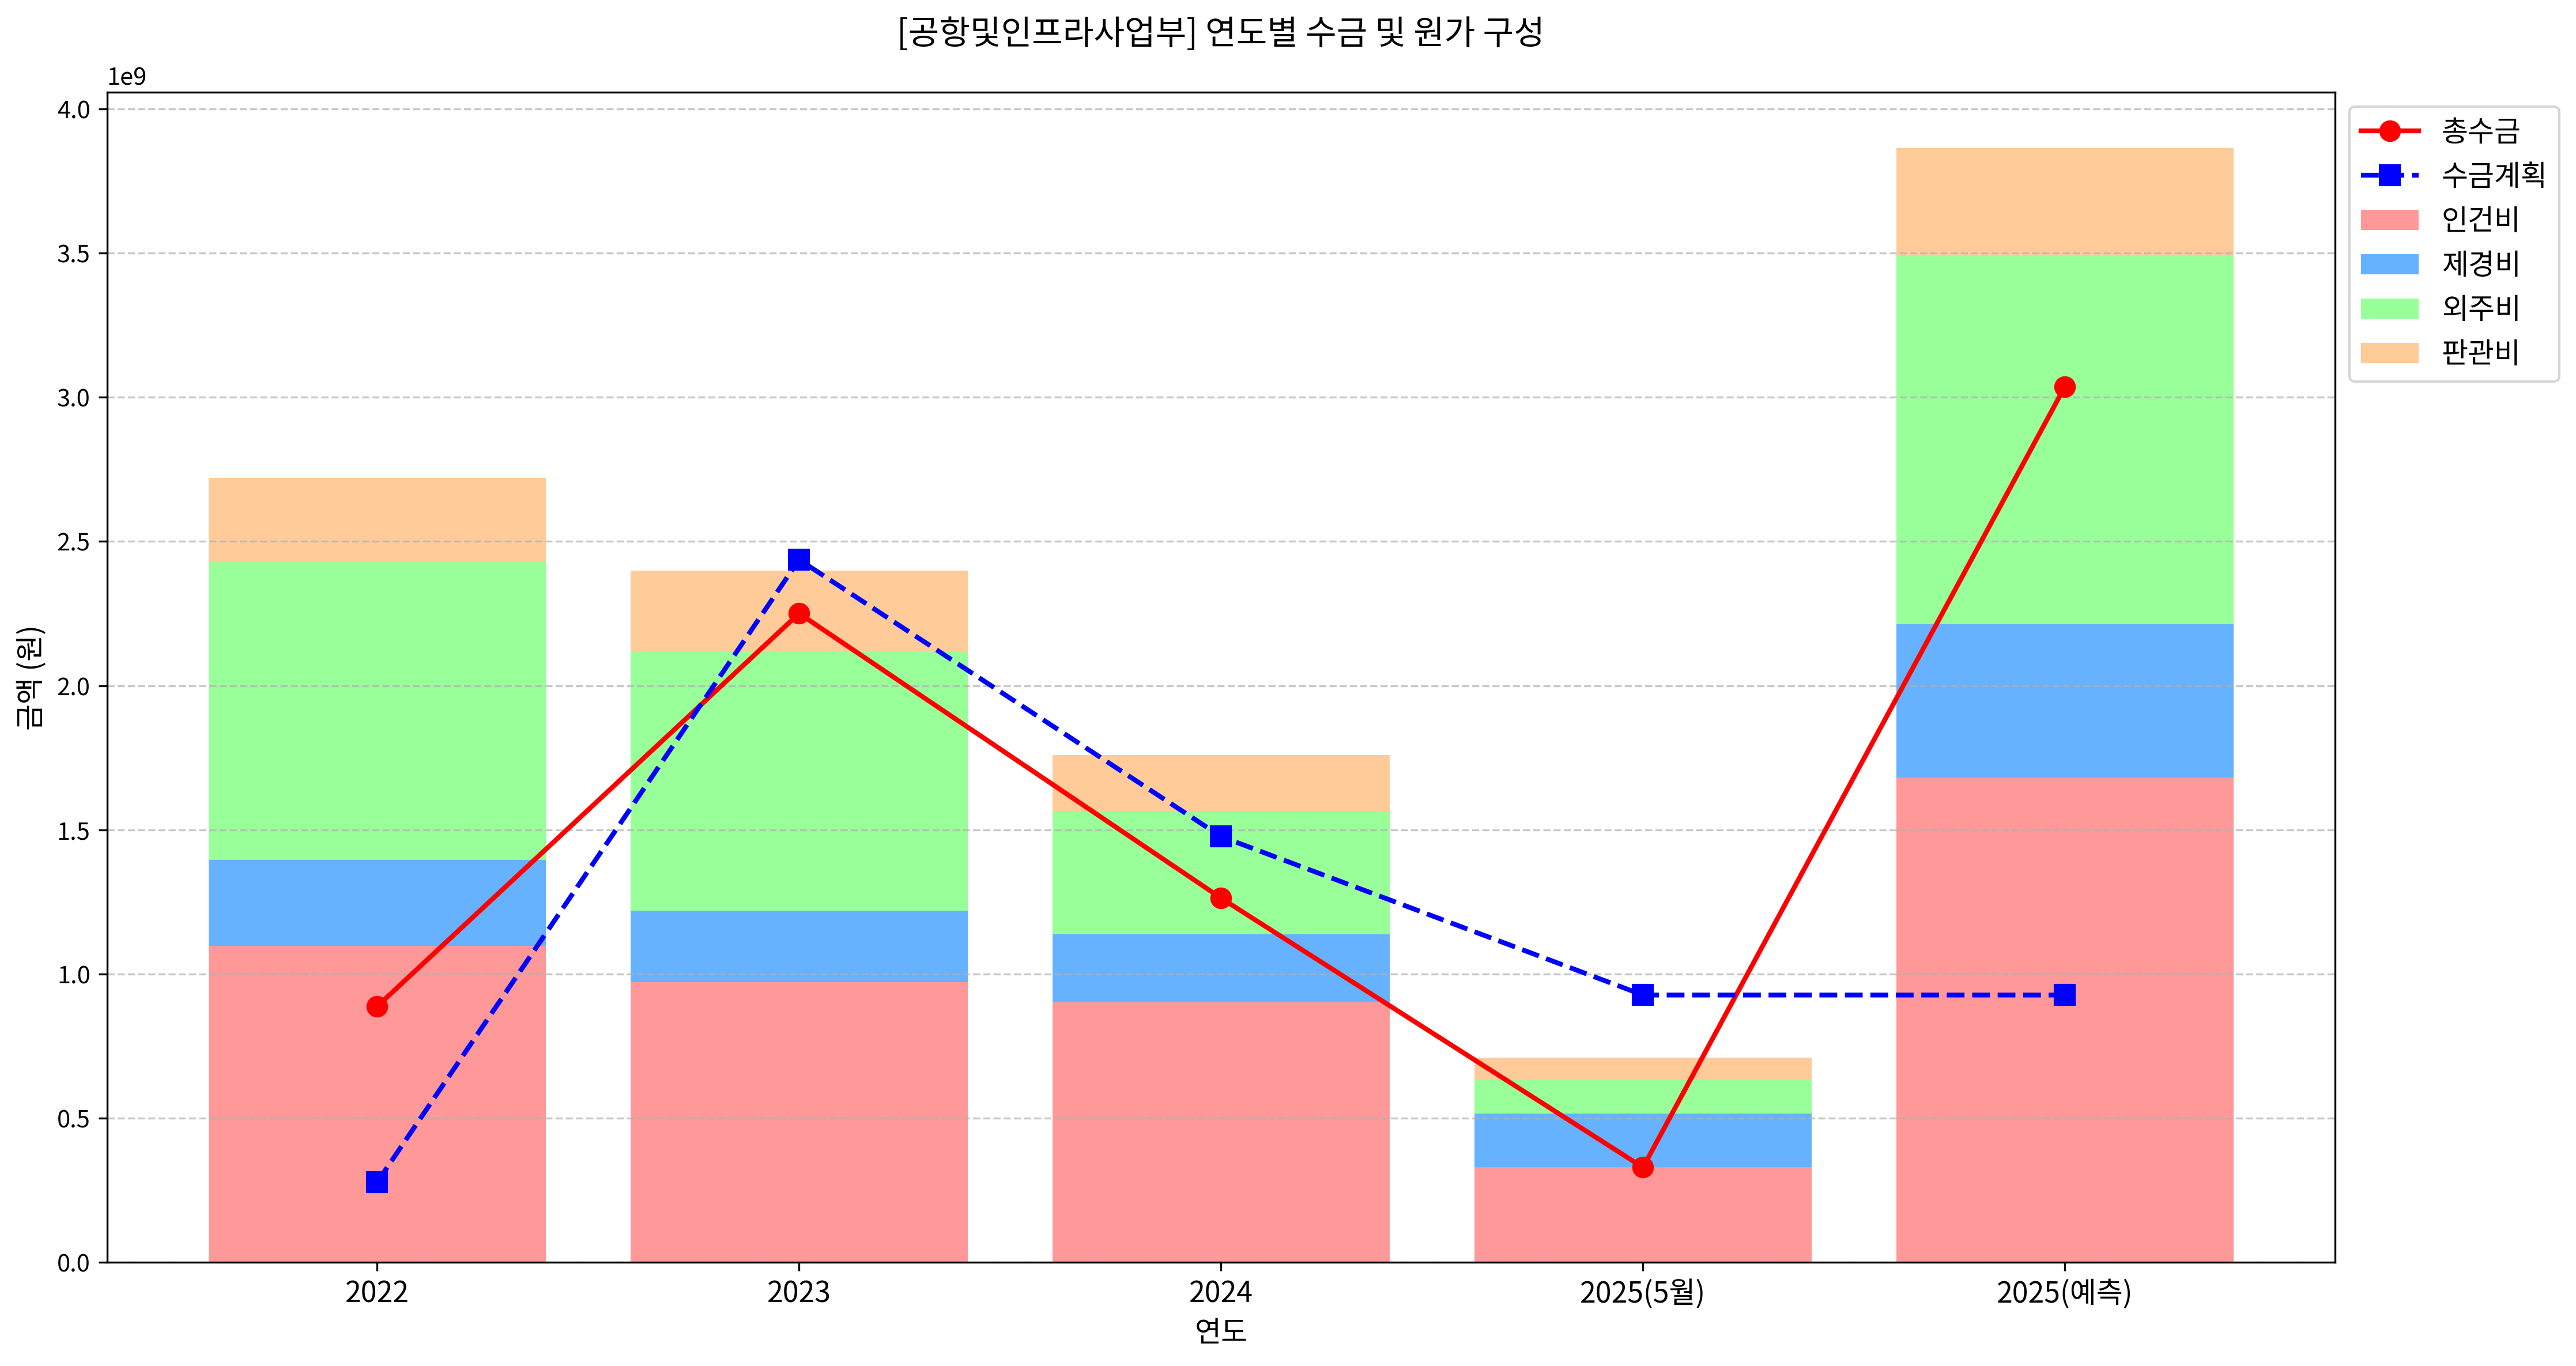 [공항및인프라사업부] 연도별 수금 및 원가 구성
1e9
4.0
3.5
3.0
2.5
2.0
1.5
1.0
0.5
0.0
금액 (원)
2022
2023
2024
2025(5월)
2025(예측)
연도
총수금
수금계획
인건비
제경비
외주비
판관비